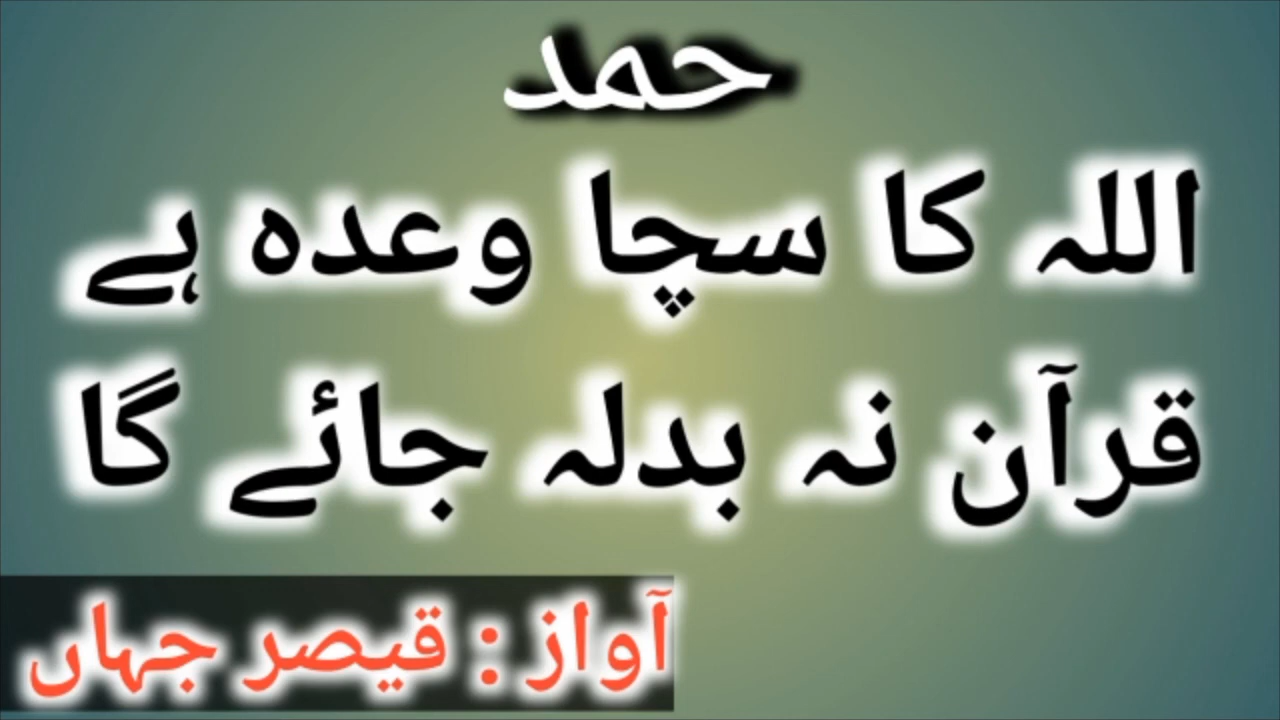 حمد
اللہ کا سچا وعدہ ہے
قرآن نہ بدلہ جائے گا
آواز : قیصر جہاں